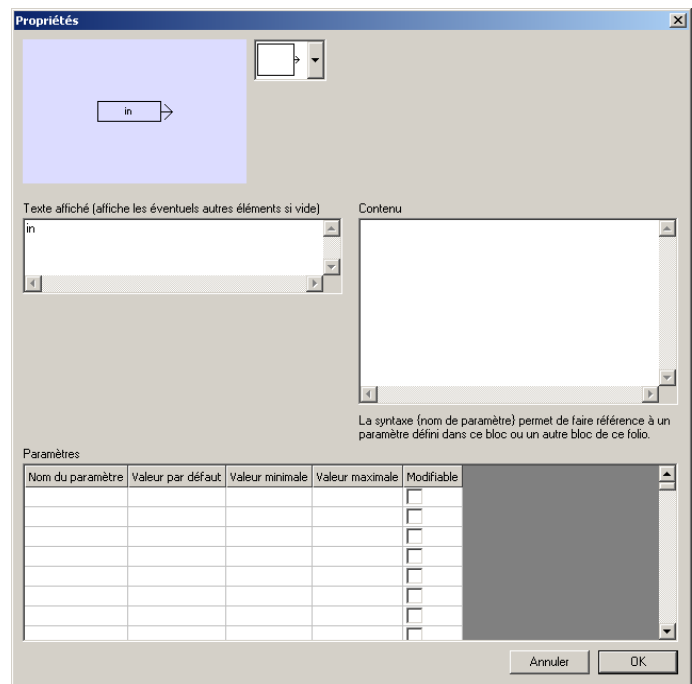 Propriétés
in
Texte affiché (affiche les éventuels autres éléments si vide)
in
Contenu
La syntaxe {nom de paramètre} permet de faire référence à un
paramètre défini dans ce bloc ou un autre bloc de ce folio.
Paramètres
Nom du paramètre Valeur par défaut Valeur minimale Valeur maximale Modifiable
Annuler OK